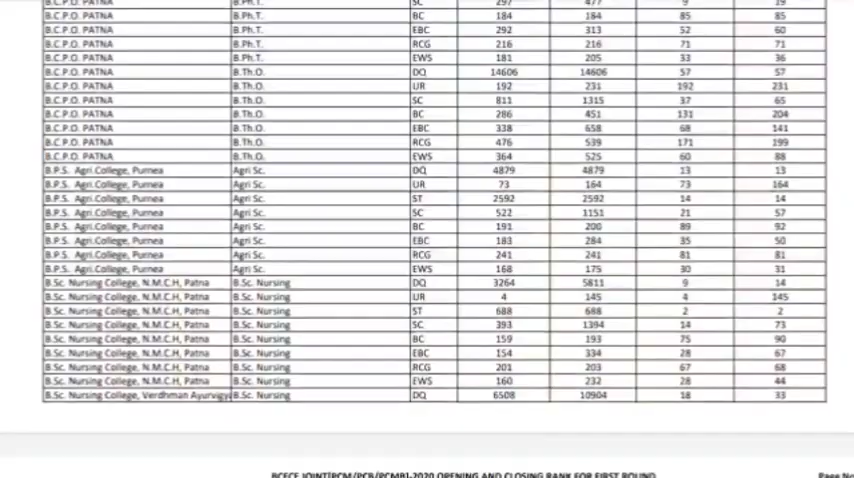 B.C.P.O. PATNA B.Ph.T. SC 297 477 9 19
B.C.P.O. PATNA B.Ph.T. BC 184 184 85 85
B.C.P.O. PATNA B.Ph.T. EBC 292 313 52 60
B.C.P.O. PATNA B.Ph.T. RCG 216 216 71 71
B.C.P.O. PATNA B.Ph.T. EWS 181 205 33 36
B.C.P.O. PATNA B.Th.O. DQ 14606 14606 57 57
B.C.P.O. PATNA B.Th.O. UR 192 231 192 231
B.C.P.O. PATNA B.Th.O. SC 811 1315 37 65
B.C.P.O. PATNA B.Th.O. BC 286 451 131 204
B.C.P.O. PATNA B.Th.O. EBC 338 658 68 141
B.C.P.O. PATNA B.Th.O. RCG 476 539 171 199
B.C.P.O. PATNA B.Th.O. EWS 364 525 60 88
B.P.S. Agri.College, Purnea Agri Sc. DQ 4879 4879 13 13
B.P.S. Agri.College, Purnea Agri Sc. UR 73 164 73 164
B.P.S. Agri.College, Purnea Agri Sc. ST 2592 2592 14 14
B.P.S. Agri.College, Purnea Agri Sc. SC 522 1151 21 57
B.P.S. Agri.College, Purnea Agri Sc. BC 191 200 89 92
B.P.S. Agri.College, Purnea Agri Sc. EBC 183 284 35 50
B.P.S. Agri.College, Purnea Agri Sc. RCG 241 241 81 81
B.P.S. Agri.College, Purnea Agri Sc. EWS 168 175 30 31
B.Sc. Nursing College, N.M.C.H, Patna B.Sc. Nursing DQ 3264 5811 9 14
B.Sc. Nursing College, N.M.C.H, Patna B.Sc. Nursing UR 4 145 4 145
B.Sc. Nursing College, N.M.C.H, Patna B.Sc. Nursing ST 688 688 2 2
B.Sc. Nursing College, N.M.C.H, Patna B.Sc. Nursing SC 393 1394 14 73
B.Sc. Nursing College, N.M.C.H, Patna B.Sc. Nursing BC 159 193 75 90
B.Sc. Nursing College, N.M.C.H, Patna B.Sc. Nursing EBC 154 334 28 67
B.Sc. Nursing College, N.M.C.H, Patna B.Sc. Nursing RCG 201 203 67 68
B.Sc. Nursing College, N.M.C.H, Patna B.Sc. Nursing EWS 160 232 28 44
B.Sc. Nursing College, Verdhman Ayurvigy B.Sc. Nursing DQ 6508 10904 18 33
BCECE JOINT[PCM/PCB/PCMB]-2020 OPENING AND CLOSING RANK FOR FIRST ROUND Page No